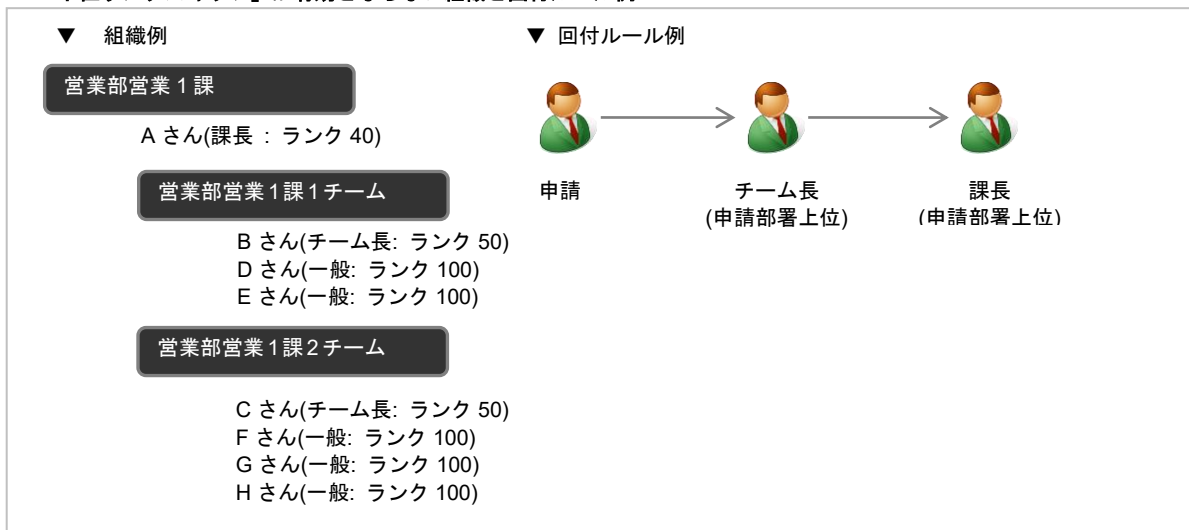 ▼ 組織例
▼ 回付ルール例
営業部営業1課
A さん(課長 : ランク 40)
営業部営業1課1チーム
B さん(チーム長: ランク 50)
D さん(一般: ランク 100)
E さん(一般: ランク 100)
営業部営業1課2チーム
C さん(チーム長: ランク 50)
F さん(一般: ランク 100)
G さん(一般: ランク 100)
H さん(一般: ランク 100)
申請
チーム長
(申請部署上位)
課長
(申請部署上位)